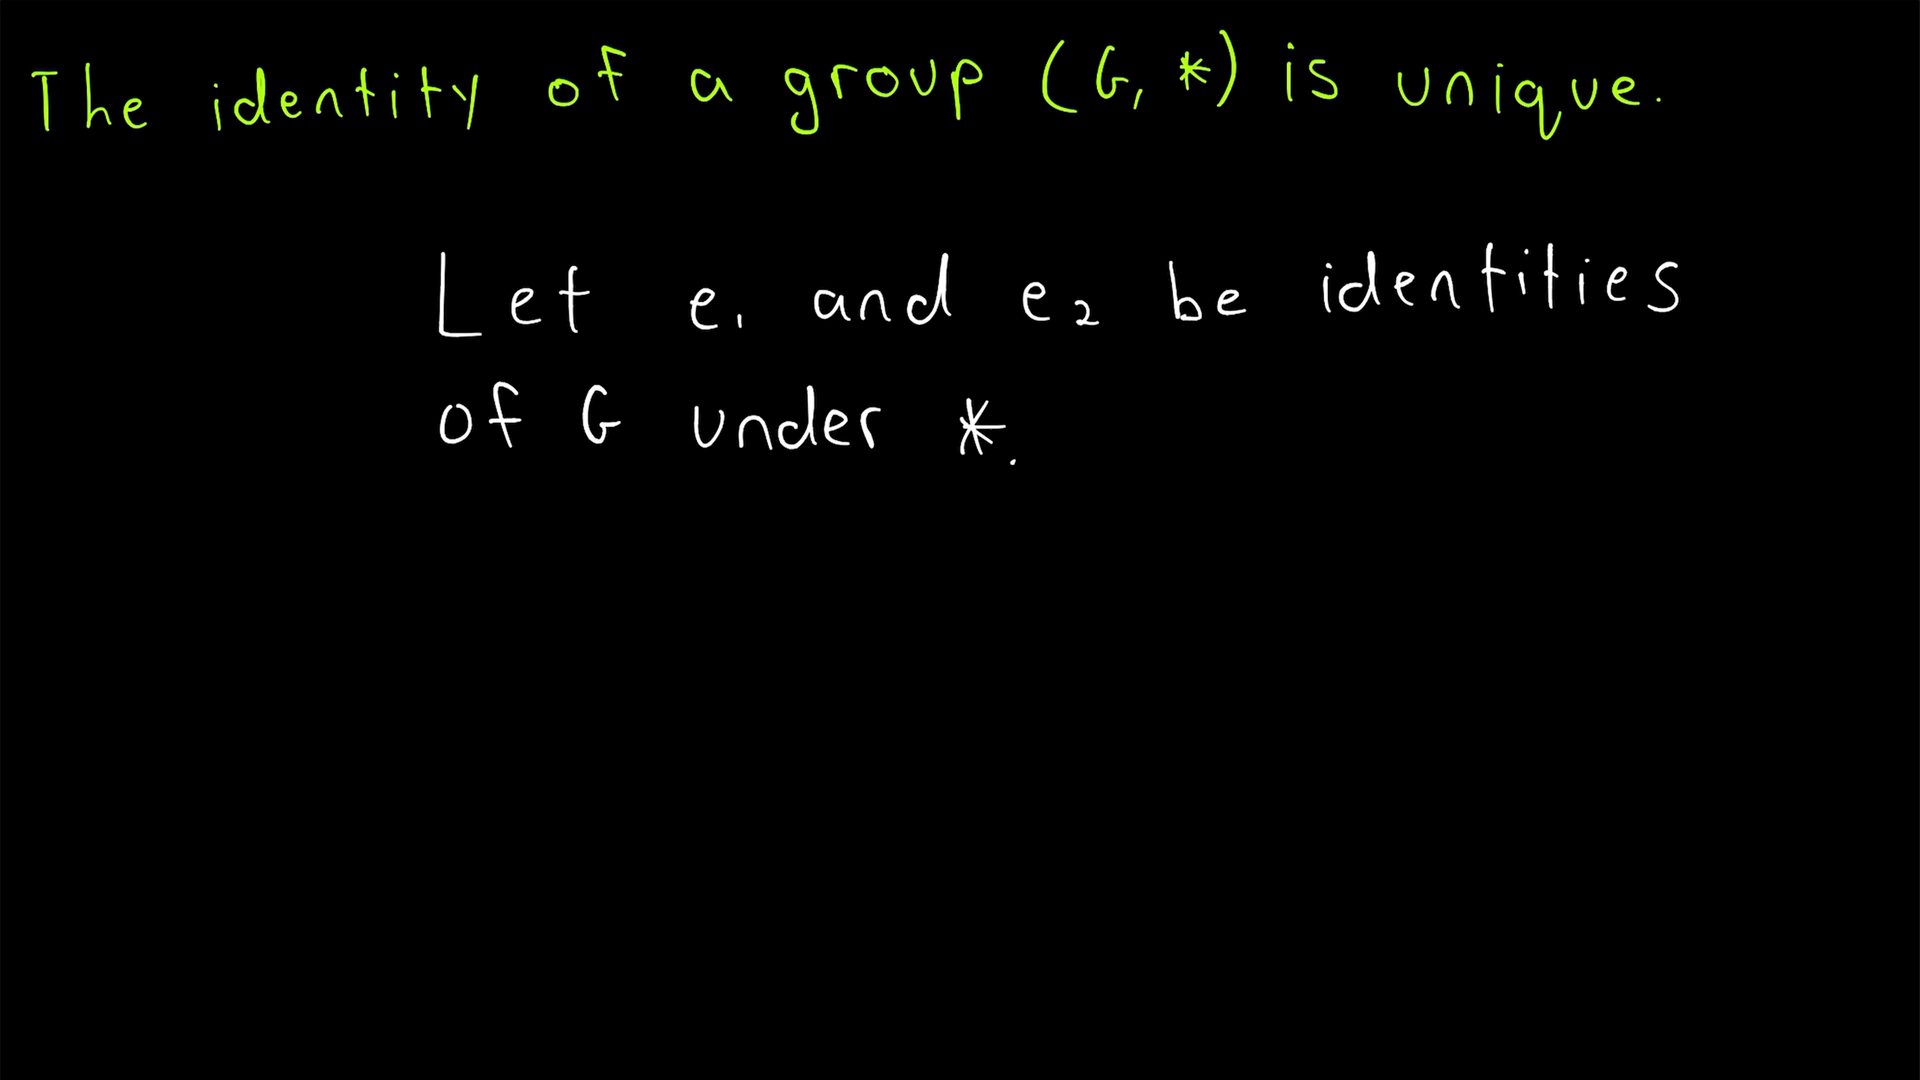 The identity of a group (G, *) is unique.
Let e₁ and e₂ be identities
of G under *.